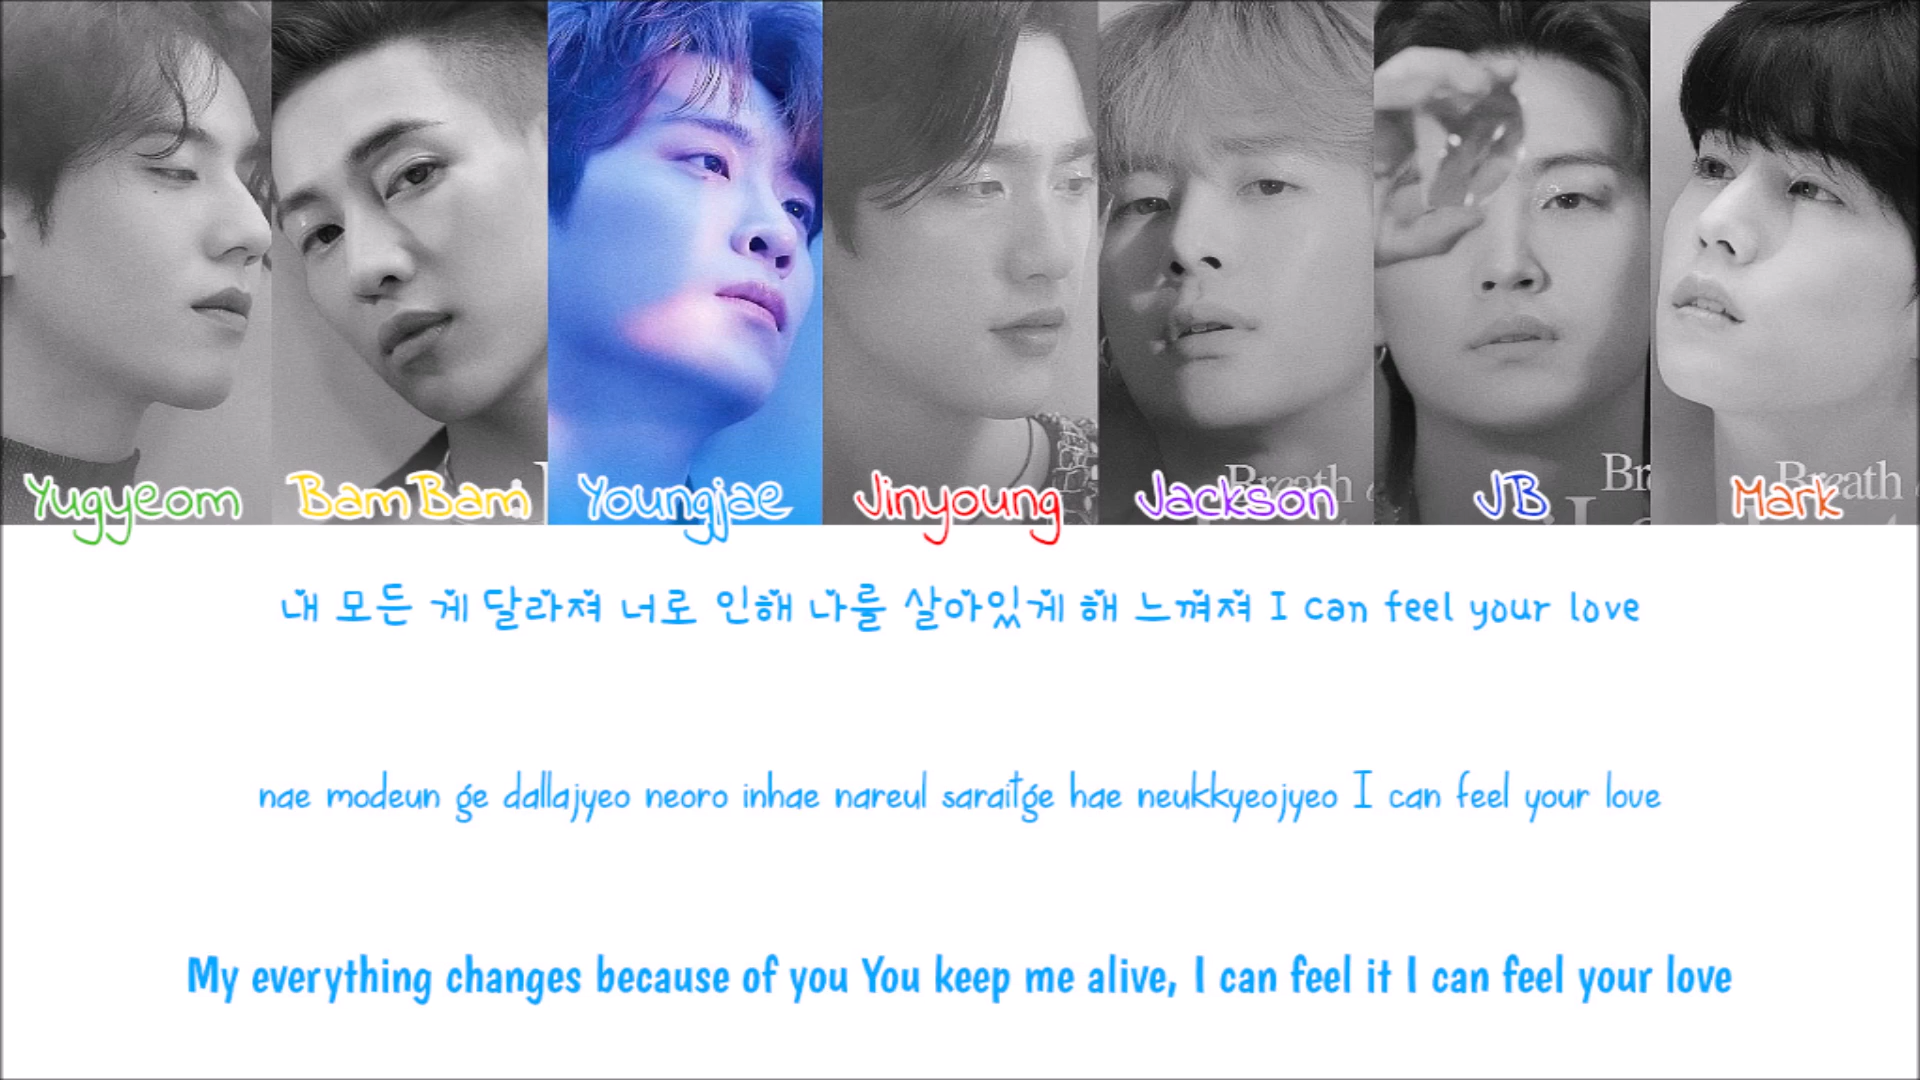 Yugyeom BamBam Youngjae Jinyoung Jackson JB Mark
Breath Br Breath
내 모든 게 달라져 너로 인해 나를 살아있게 해 느껴져 I can feel your love
nae modeun ge dallajyeo neoro inhae nareul saraitge hae neukkyeojyeo I can feel your love
My everything changes because of you You keep me alive, I can feel it I can feel your love